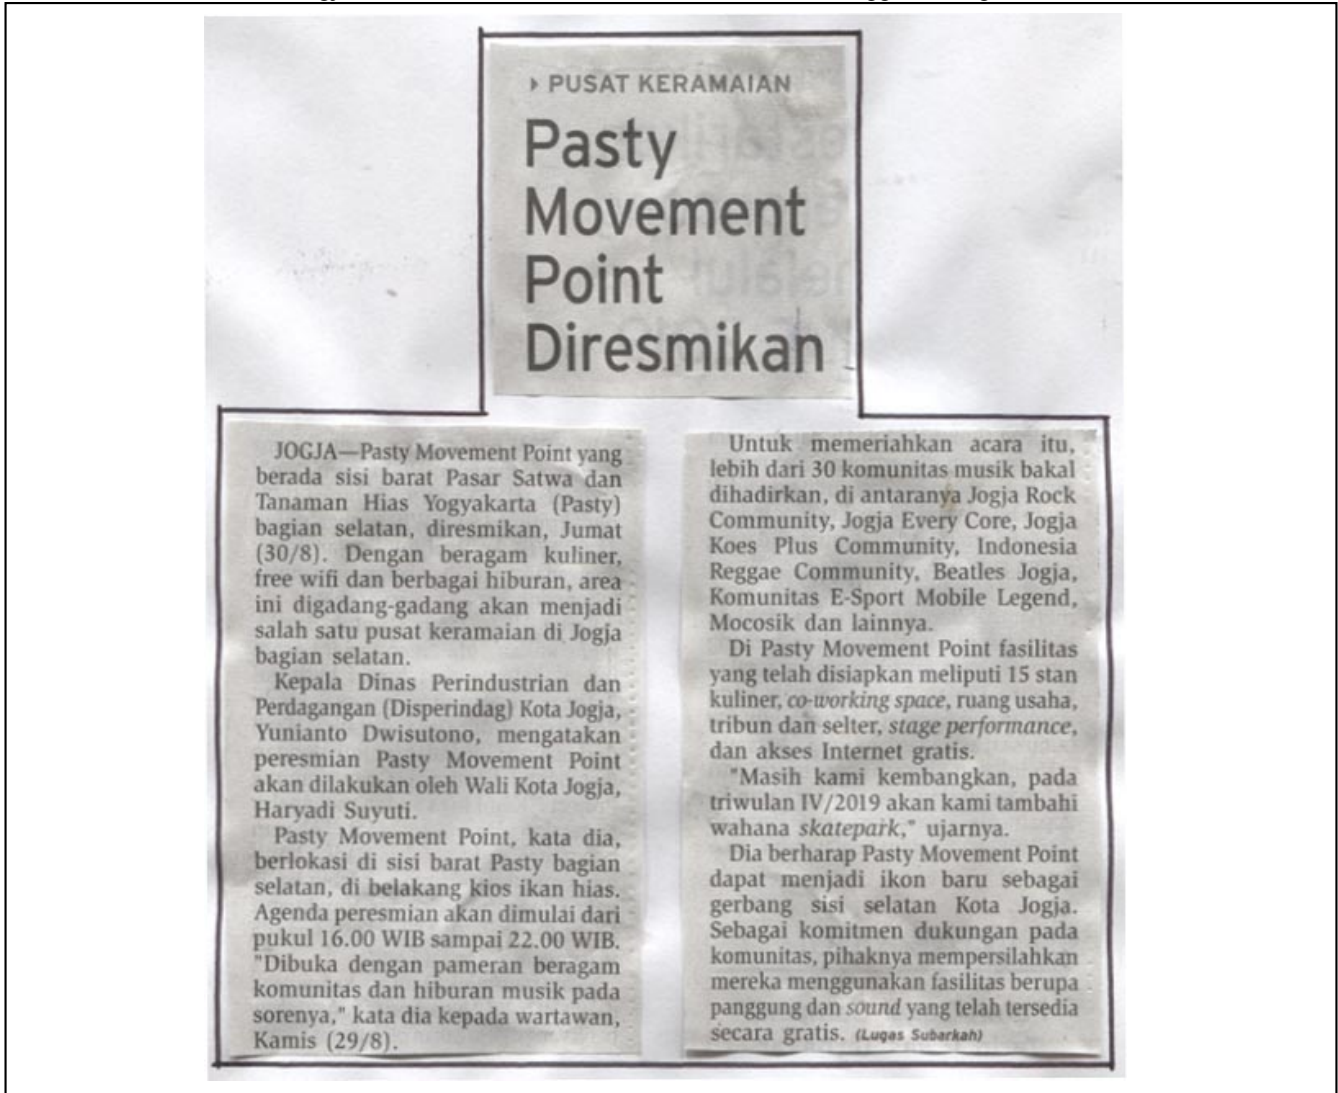 PUSAT KERAMAIAN
Pasty
Movement
Point
Diresmikan
JOGJA—Pasty Movement Point yang
berada sisi barat Pasar Satwa dan
Tanaman Hias Yogyakarta (Pasty)
bagian selatan, diresmikan, Jumat
(30/8). Dengan beragam kuliner,
free wifi dan berbagai hiburan, area
ini digadang-gadang akan menjadi
salah satu pusat keramaian di Jogja
bagian selatan.
Kepala Dinas Perindustrian dan
Perdagangan (Disperindag) Kota Jogja,
Yunianto Dwisutono, mengatakan
peresmian Pasty Movement Point
akan dilakukan oleh Wali Kota Jogja,
Haryadi Suyuti.
Pasty Movement Point, kata dia,
berlokasi di sisi barat Pasty bagian
selatan, di belakang kios ikan hias.
Agenda peresmian akan dimulai dari
pukul 16.00 WIB sampai 22.00 WIB.
"Dibuka dengan pameran beragam
komunitas dan hiburan musik pada
sorenya," kata dia kepada wartawan,
Kamis (29/8).
Untuk memeriahkan acara itu,
lebih dari 30 komunitas musik bakal
dihadirkan, di antaranya Jogja Rock
Community, Jogja Every Core, Jogja
Koes Plus Community, Indonesia
Reggae Community, Beatles Jogja,
Komunitas E-Sport Mobile Legend,
Mocosik dan lainnya.
Di Pasty Movement Point fasilitas
yang telah disiapkan meliputi 15 stan
kuliner, co-working space, ruang usaha,
tribun dan selter, stage performance,
dan akses Internet gratis.
"Masih kami kembangkan, pada
triwulan IV/2019 akan kami tambahi
wahana skatepark," ujarnya.
Dia berharap Pasty Movement Point
dapat menjadi ikon baru sebagai
gerbang sisi selatan Kota Jogja.
Sebagai komitmen dukungan pada
komunitas, pihaknya mempersilahkan
mereka menggunakan fasilitas berupa
panggung dan sound yang telah tersedia
secara gratis. (Lugas Subarkah)